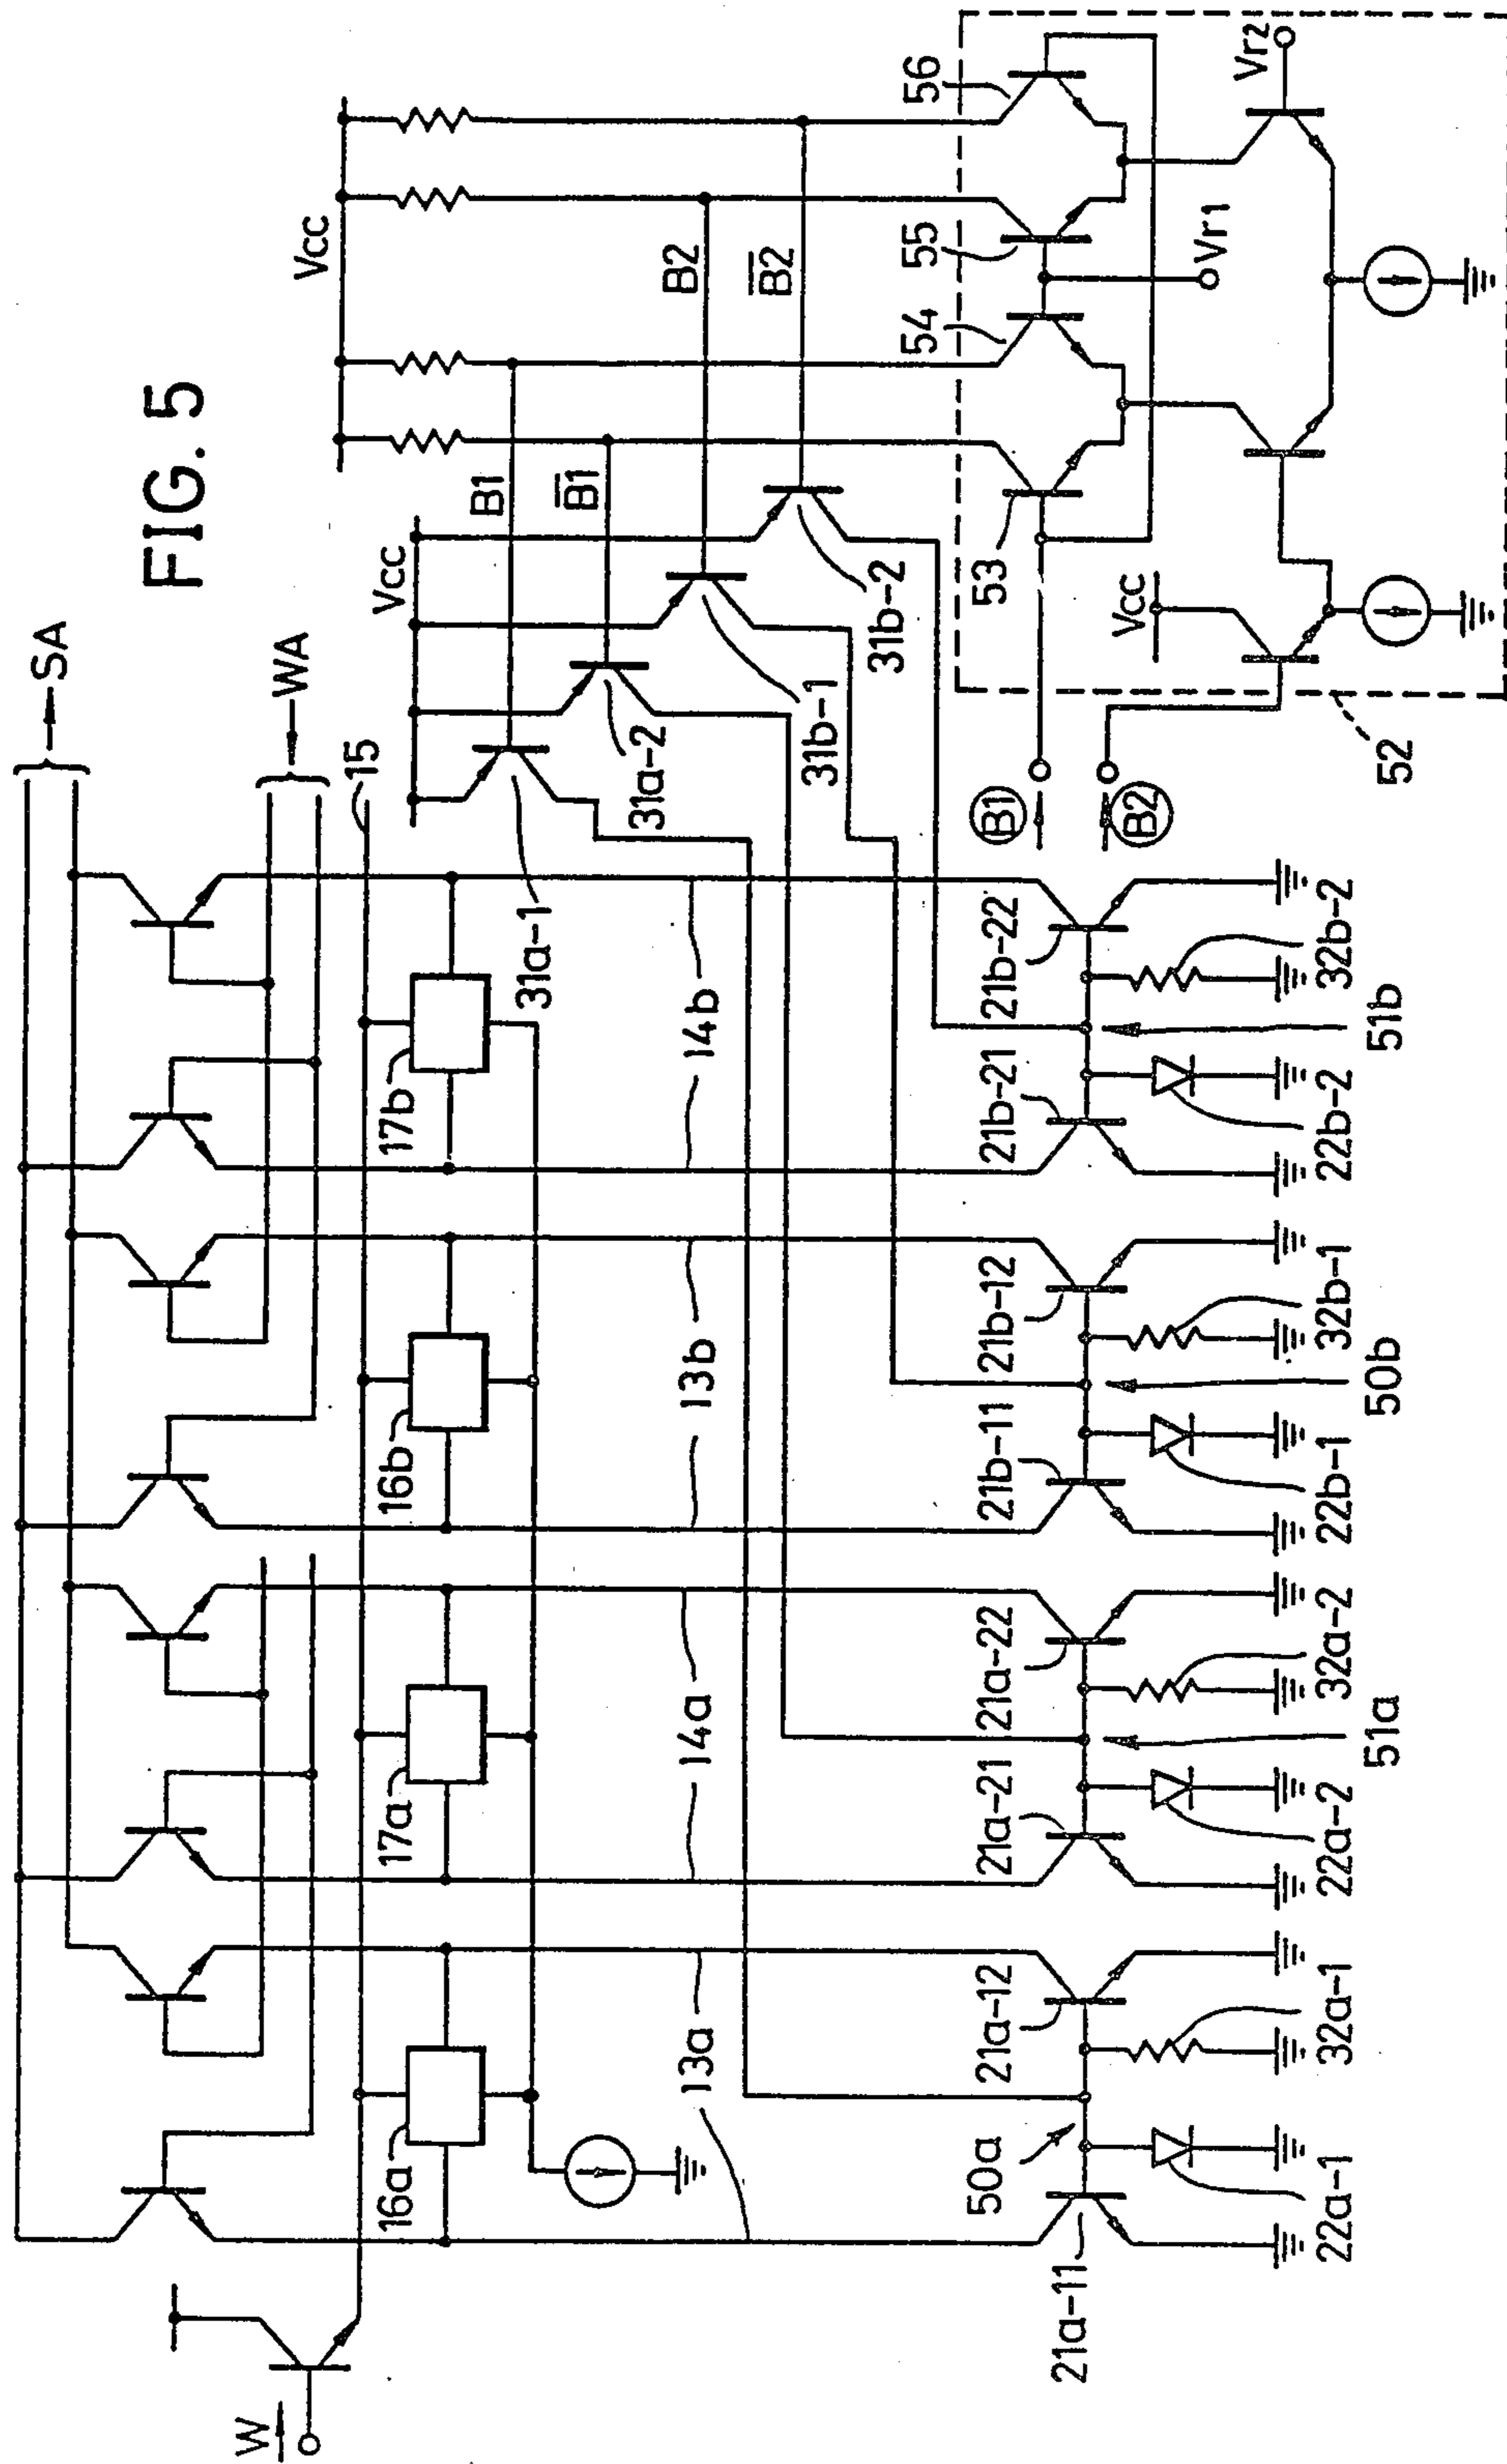 FIG. 5
SA
WA
15
W
Vcc
B1
B̅1̅
B2
B̅2̅
Vcc
16a
17a
16b
17b
31a-1
31a-2
31b-1
31b-2
13a
14a
13b
14b
53
54
55
56
Vr1
Vr2
Vcc
B1
B2
52
50a
21a-11
21a-12
21a-21
21a-22
21b-11
21b-12
21b-21
21b-22
22a-1
32a-1
22a-2
32a-2
22b-1
32b-1
22b-2
32b-2
51a
50b
51b